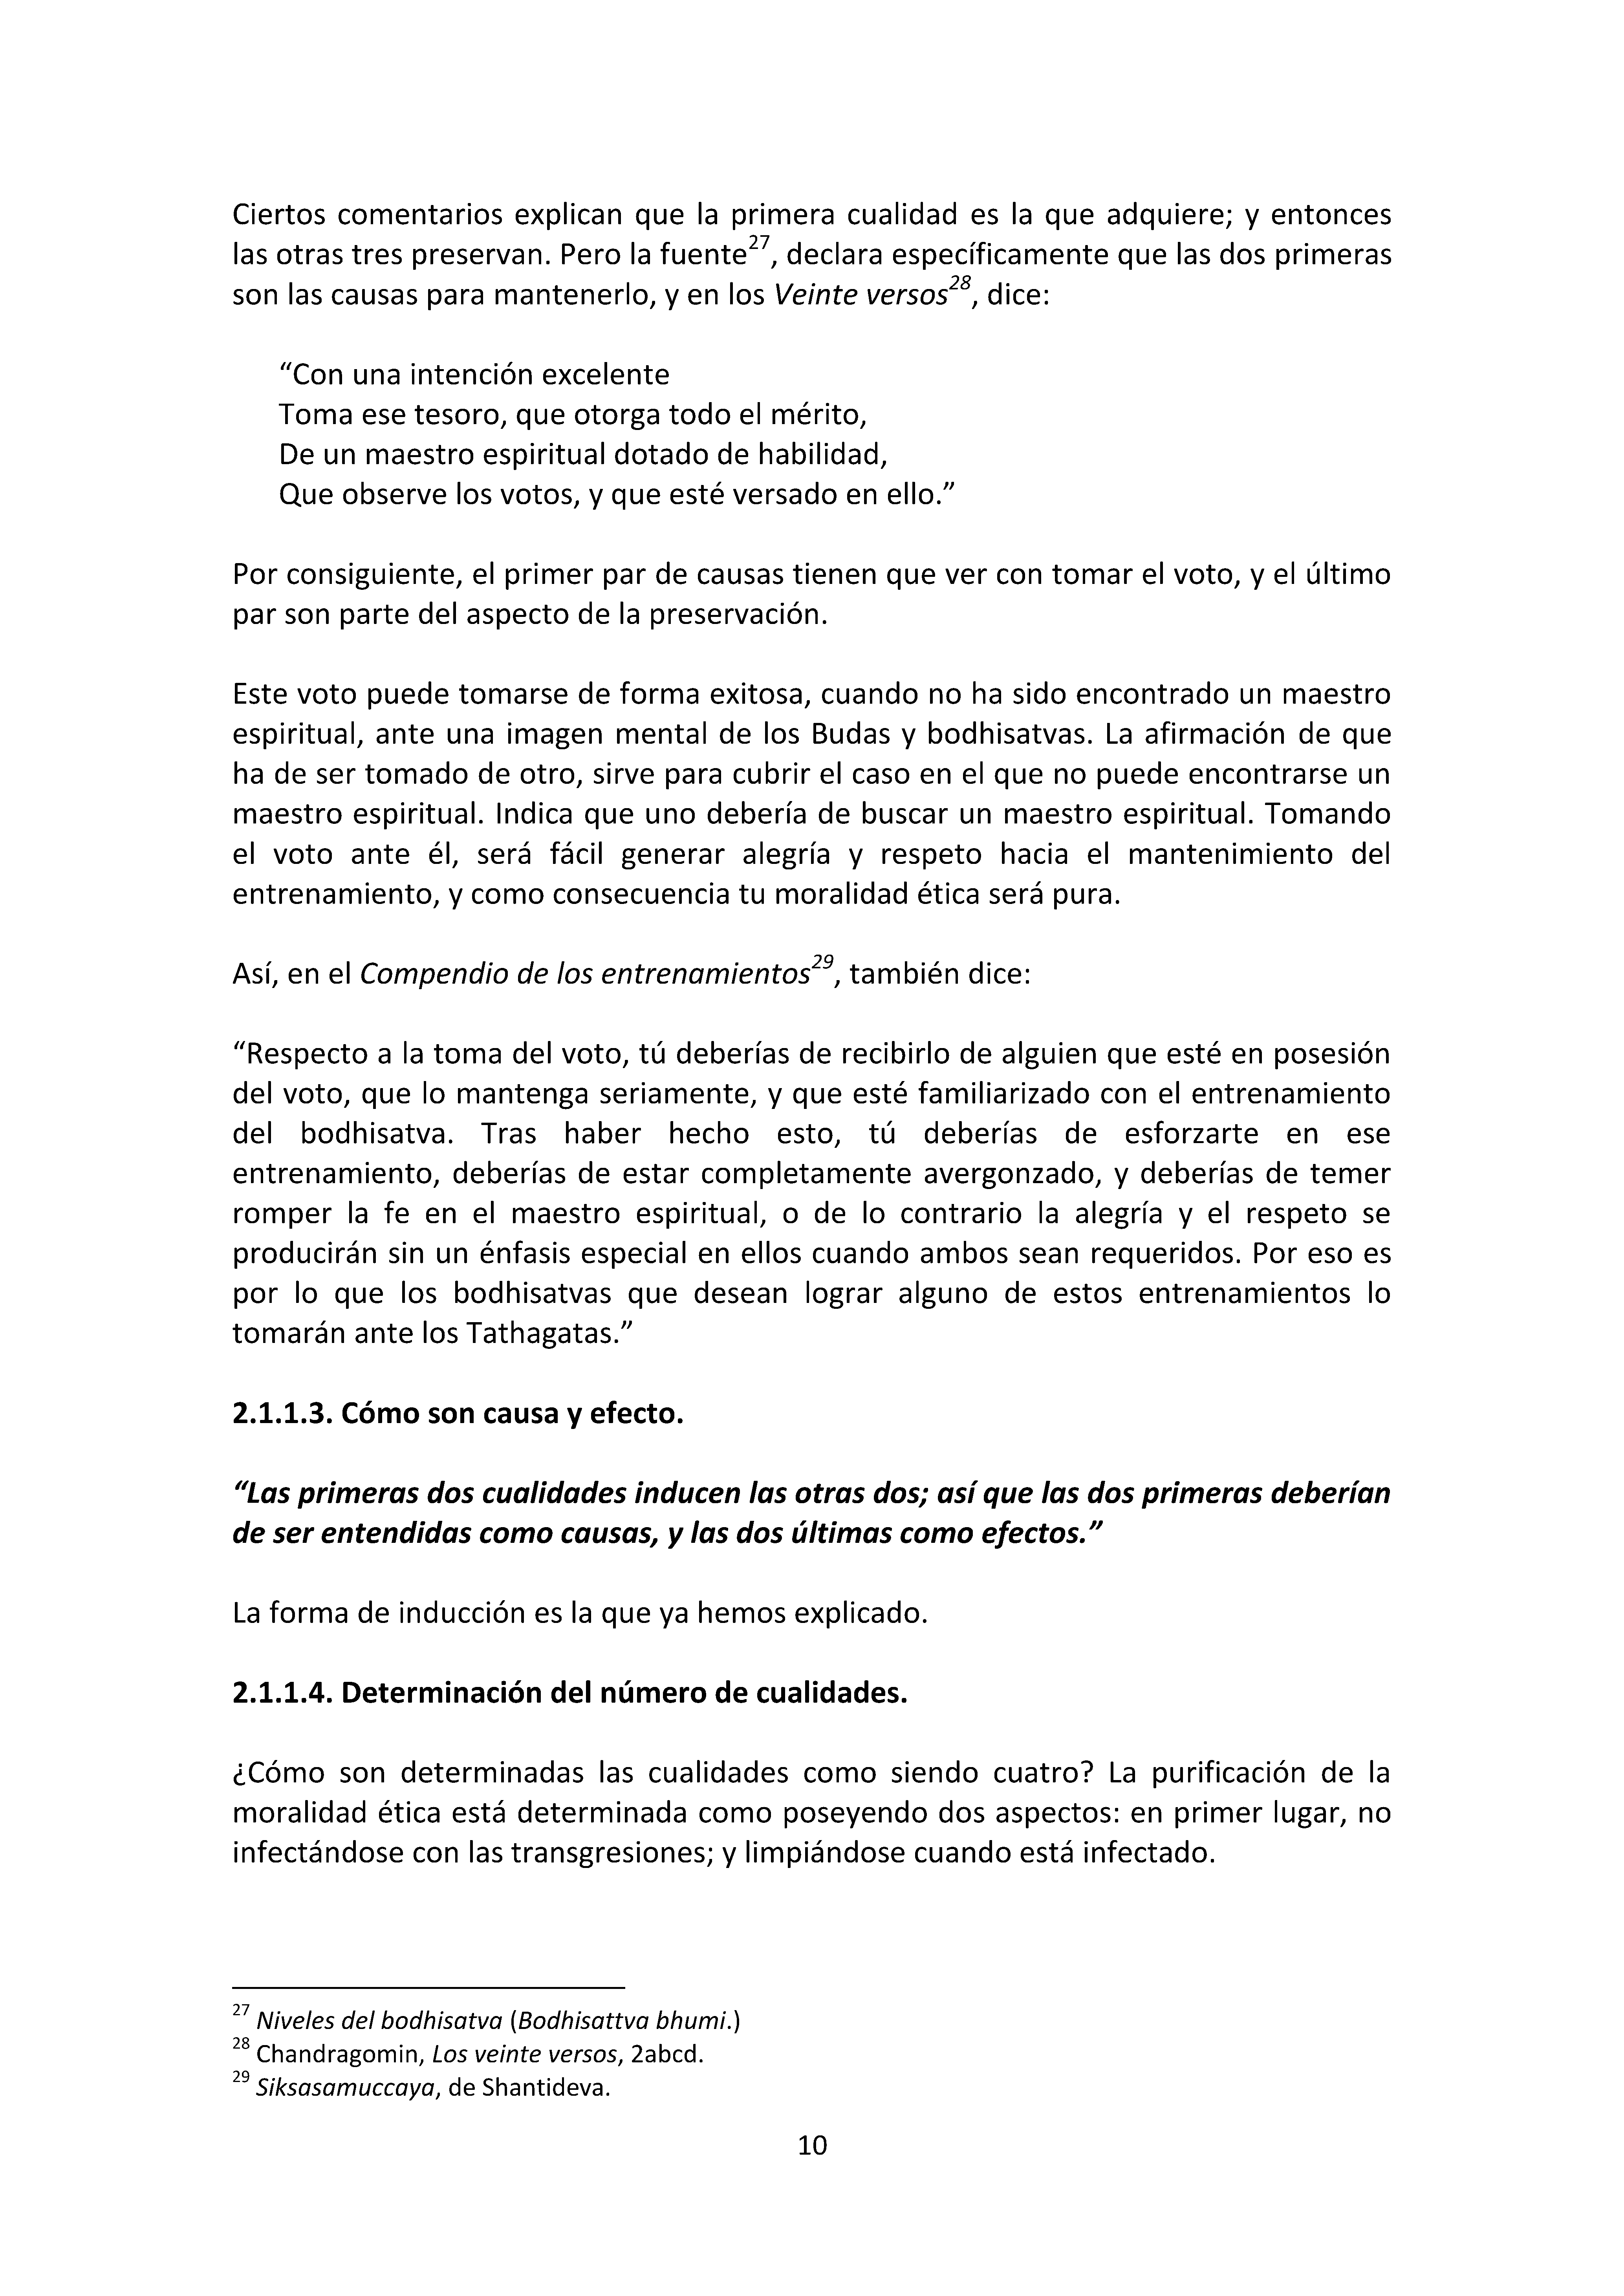 Ciertos comentarios explican que la primera cualidad es la que adquiere; y entonces
las otras tres preservan. Pero la fuente27, declara específicamente que las dos primeras
son las causas para mantenerlo, y en los Veinte versos28, dice:
“Con una intención excelente
Toma ese tesoro, que otorga todo el mérito,
De un maestro espiritual dotado de habilidad,
Que observe los votos, y que esté versado en ello.”
Por consiguiente, el primer par de causas tienen que ver con tomar el voto, y el último
par son parte del aspecto de la preservación.
Este voto puede tomarse de forma exitosa, cuando no ha sido encontrado un maestro
espiritual, ante una imagen mental de los Budas y bodhisatvas. La afirmación de que
ha de ser tomado de otro, sirve para cubrir el caso en el que no puede encontrarse un
maestro espiritual. Indica que uno debería de buscar un maestro espiritual. Tomando
el voto ante él, será fácil generar alegría y respeto hacia el mantenimiento del
entrenamiento, y como consecuencia tu moralidad ética será pura.
Así, en el Compendio de los entrenamientos29, también dice:
“Respecto a la toma del voto, tú deberías de recibirlo de alguien que esté en posesión
del voto, que lo mantenga seriamente, y que esté familiarizado con el entrenamiento
del bodhisatva. Tras haber hecho esto, tú deberías de esforzarte en ese
entrenamiento, deberías de estar completamente avergonzado, y deberías de temer
romper la fe en el maestro espiritual, o de lo contrario la alegría y el respeto se
producirán sin un énfasis especial en ellos cuando ambos sean requeridos. Por eso es
por lo que los bodhisatvas que desean lograr alguno de estos entrenamientos lo
tomarán ante los Tathagatas.”
2.1.1.3. Cómo son causa y efecto.
“Las primeras dos cualidades inducen las otras dos; así que las dos primeras deberían
de ser entendidas como causas, y las dos últimas como efectos.”
La forma de inducción es la que ya hemos explicado.
2.1.1.4. Determinación del número de cualidades.
¿Cómo son determinadas las cualidades como siendo cuatro? La purificación de la
moralidad ética está determinada como poseyendo dos aspectos: en primer lugar, no
infectándose con las transgresiones; y limpiándose cuando está infectado.
27 Niveles del bodhisatva (Bodhisattva bhumi.)
28 Chandragomin, Los veinte versos, 2abcd.
29 Siksasamuccaya, de Shantideva.
10